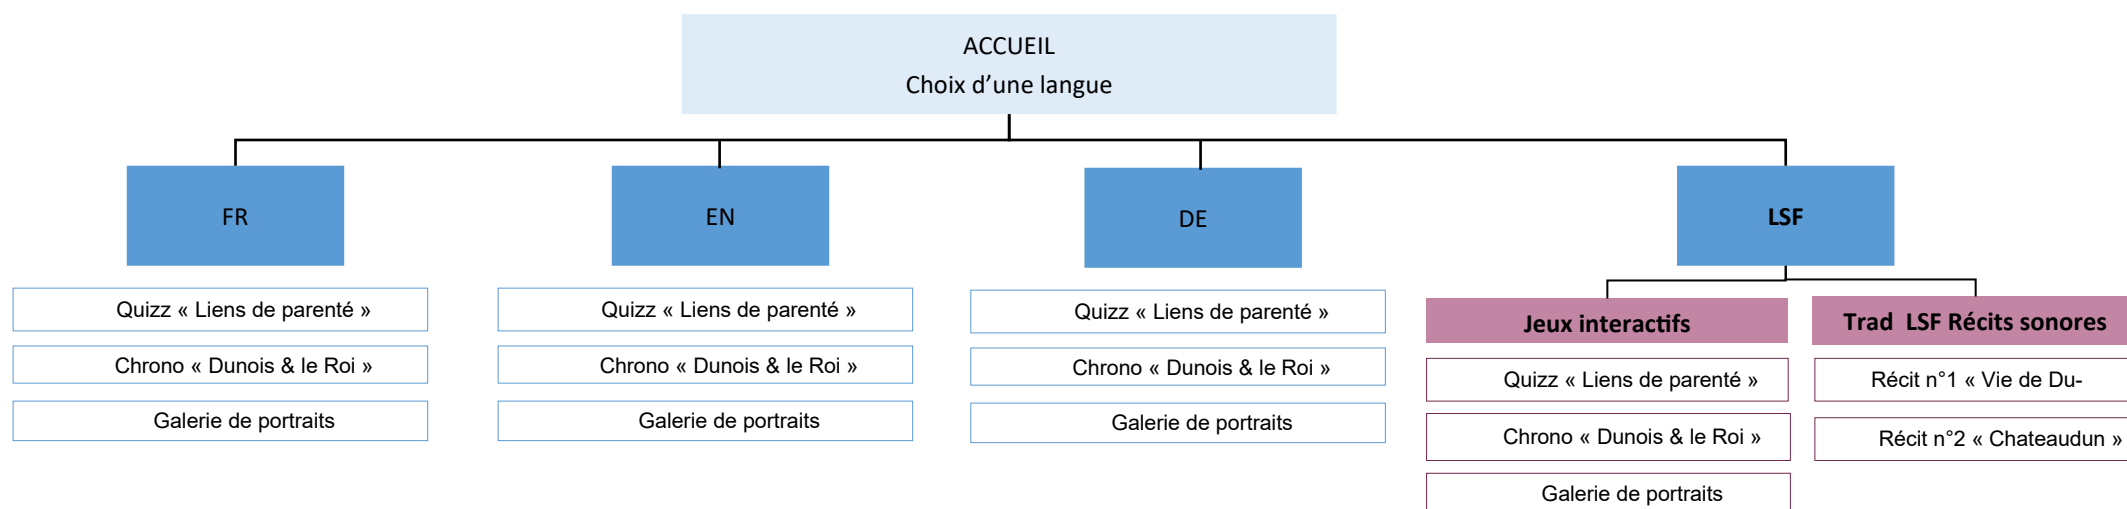 ACCUEIL
Choix d’une langue
FR
Quizz « Liens de parenté »
Chrono « Dunois & le Roi »
Galerie de portraits
EN
Quizz « Liens de parenté »
Chrono « Dunois & le Roi »
Galerie de portraits
DE
Quizz « Liens de parenté »
Chrono « Dunois & le Roi »
Galerie de portraits
LSF
Jeux interactifs
Quizz « Liens de parenté »
Chrono « Dunois & le Roi »
Galerie de portraits
Trad LSF Récits sonores
Récit n°1 « Vie de Du-
Récit n°2 « Chateaudun »